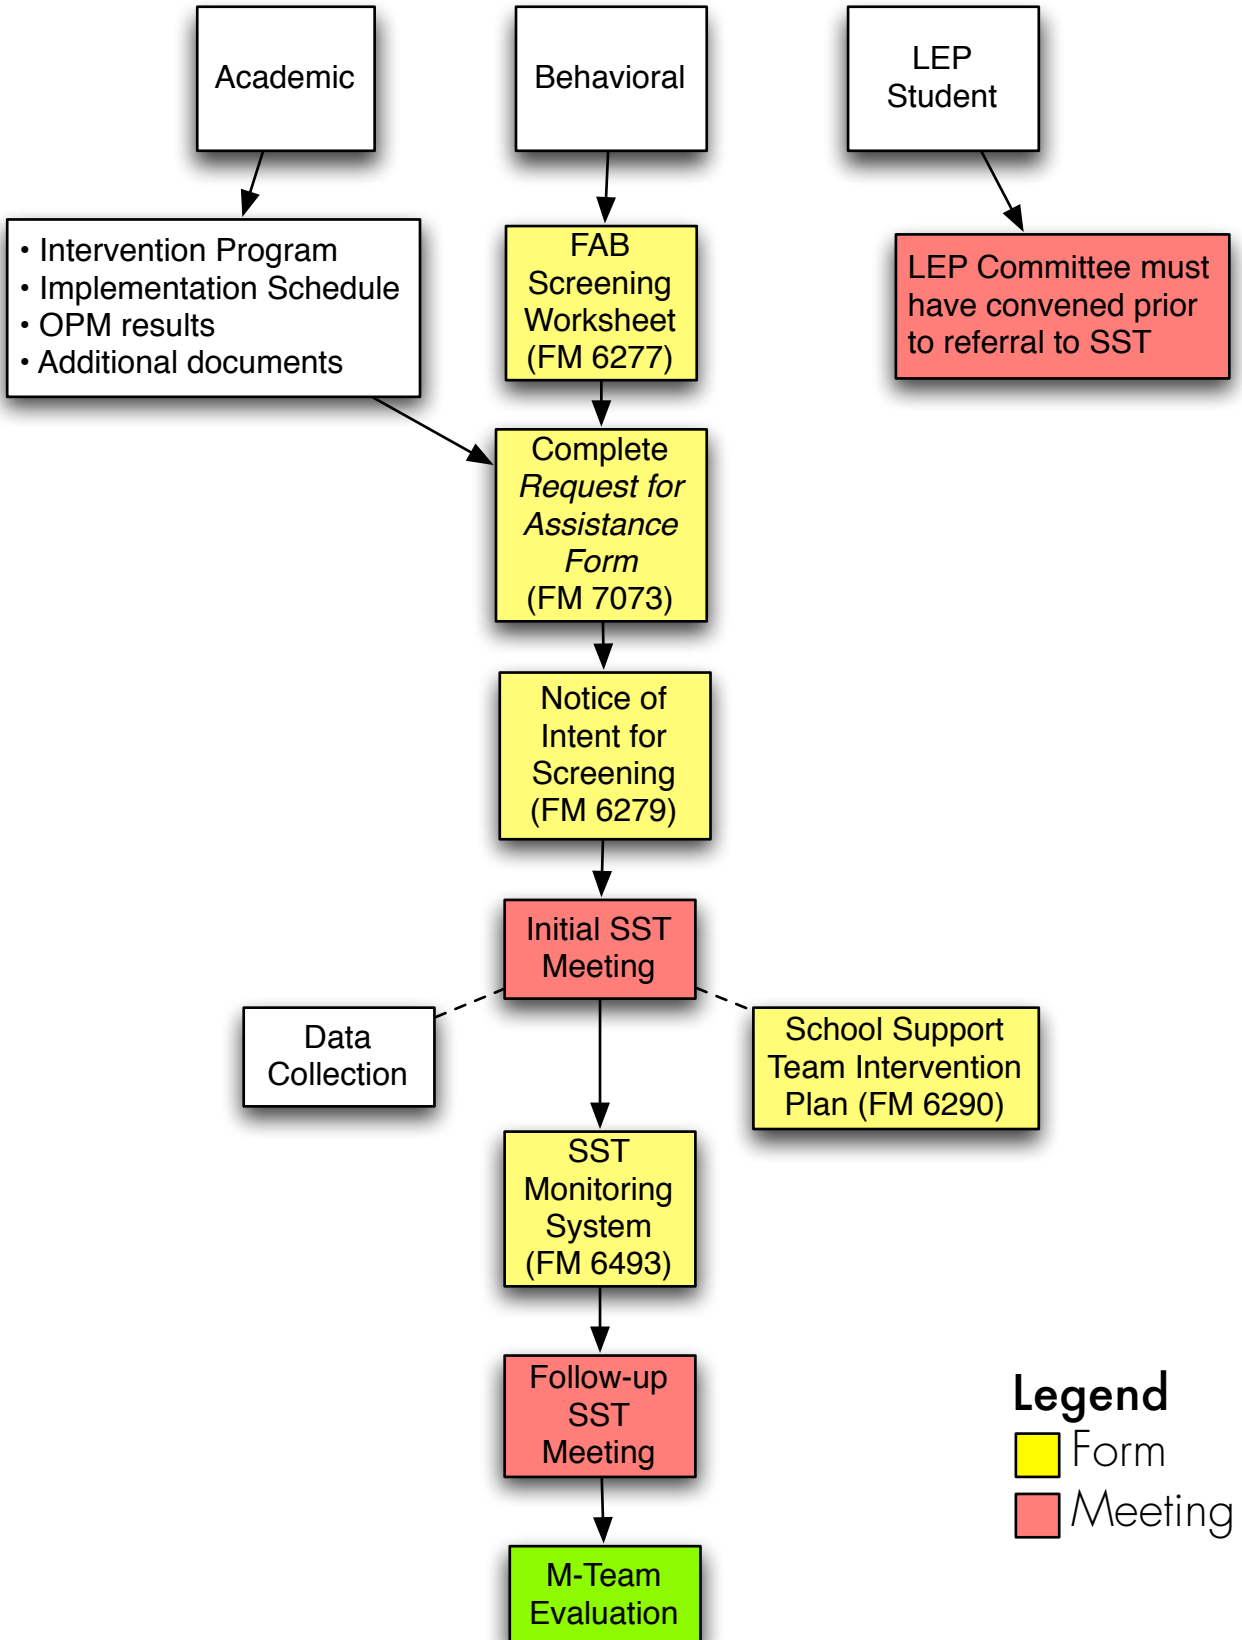 Academic
Behavioral
LEP
Student
• Intervention Program
• Implementation Schedule
• OPM results
• Additional documents
FAB
Screening
Worksheet
(FM 6277)
LEP Committee must
have convened prior
to referral to SST
Complete
Request for
Assistance
Form
(FM 7073)
Notice of
Intent for
Screening
(FM 6279)
Initial SST
Meeting
Data
Collection
School Support
Team Intervention
Plan (FM 6290)
SST
Monitoring
System
(FM 6493)
Follow-up
SST
Meeting
M-Team
Evaluation
Legend
Form
Meeting